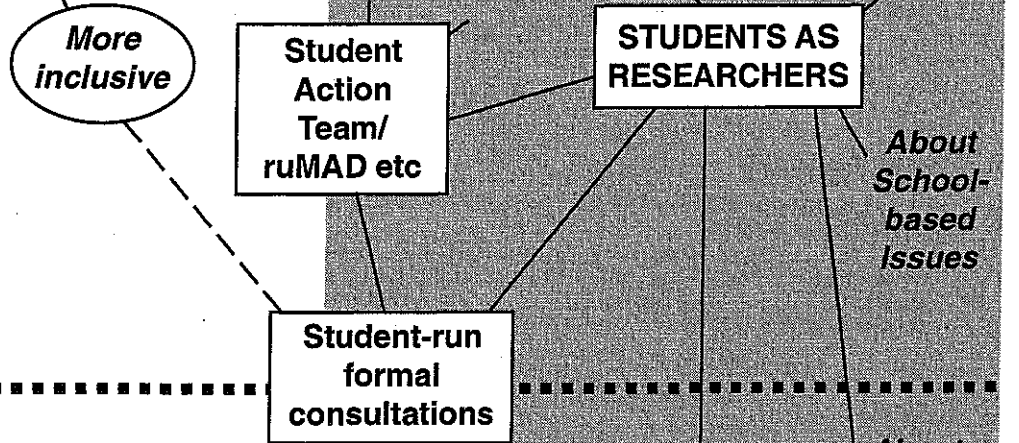 More
inclusive
Student
Action
Team/
ruMAD etc
STUDENTS AS
RESEARCHERS
About
School-
based
Issues
Student-run
formal
consultations